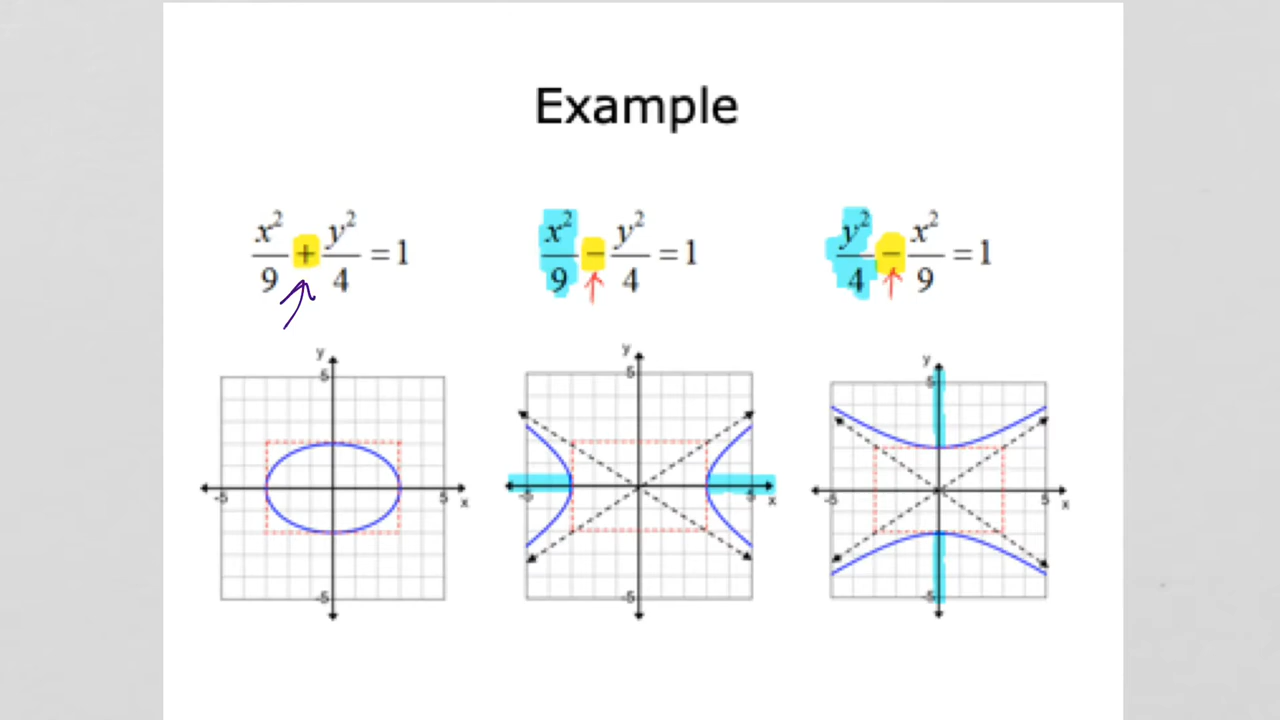 Example
x²/9 + y²/4 = 1
x²/9 − y²/4 = 1
y²/4 − x²/9 = 1
y
5
-5
5
x
-5
y
5
-5
5
x
-5
y
5
-5
5
x
-5